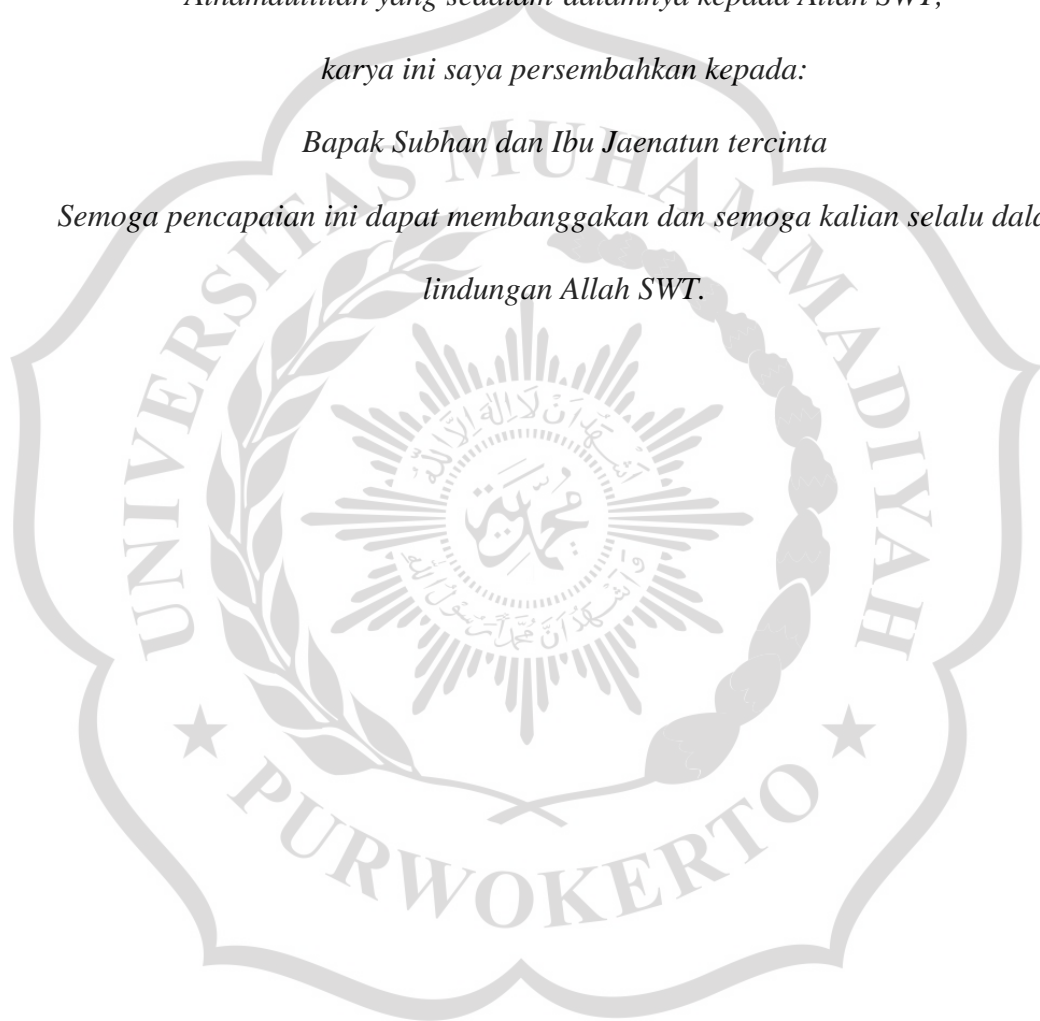 karya ini saya persembahkan kepada:
Bapak Subhan dan Ibu Jaenatun tercinta
Semoga pencapaian ini dapat membanggakan dan semoga kalian selalu
lindungan Allah SWT.
UNIVERSITAS MUHAMMADIYAH
PURWOKERTO